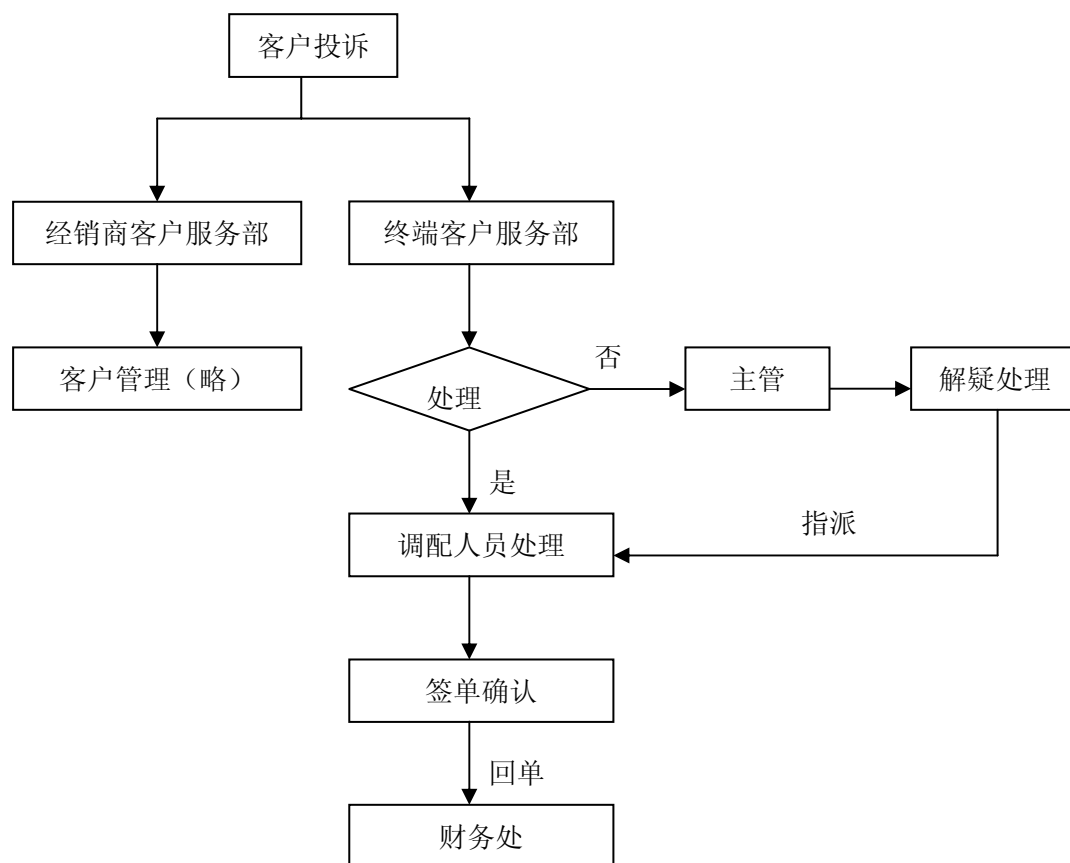 客户投诉
经销商客户服务部
终端客户服务部
客户管理（略）
处理
否
主管
解疑处理
是
调配人员处理
指派
签单确认
回单
财务处